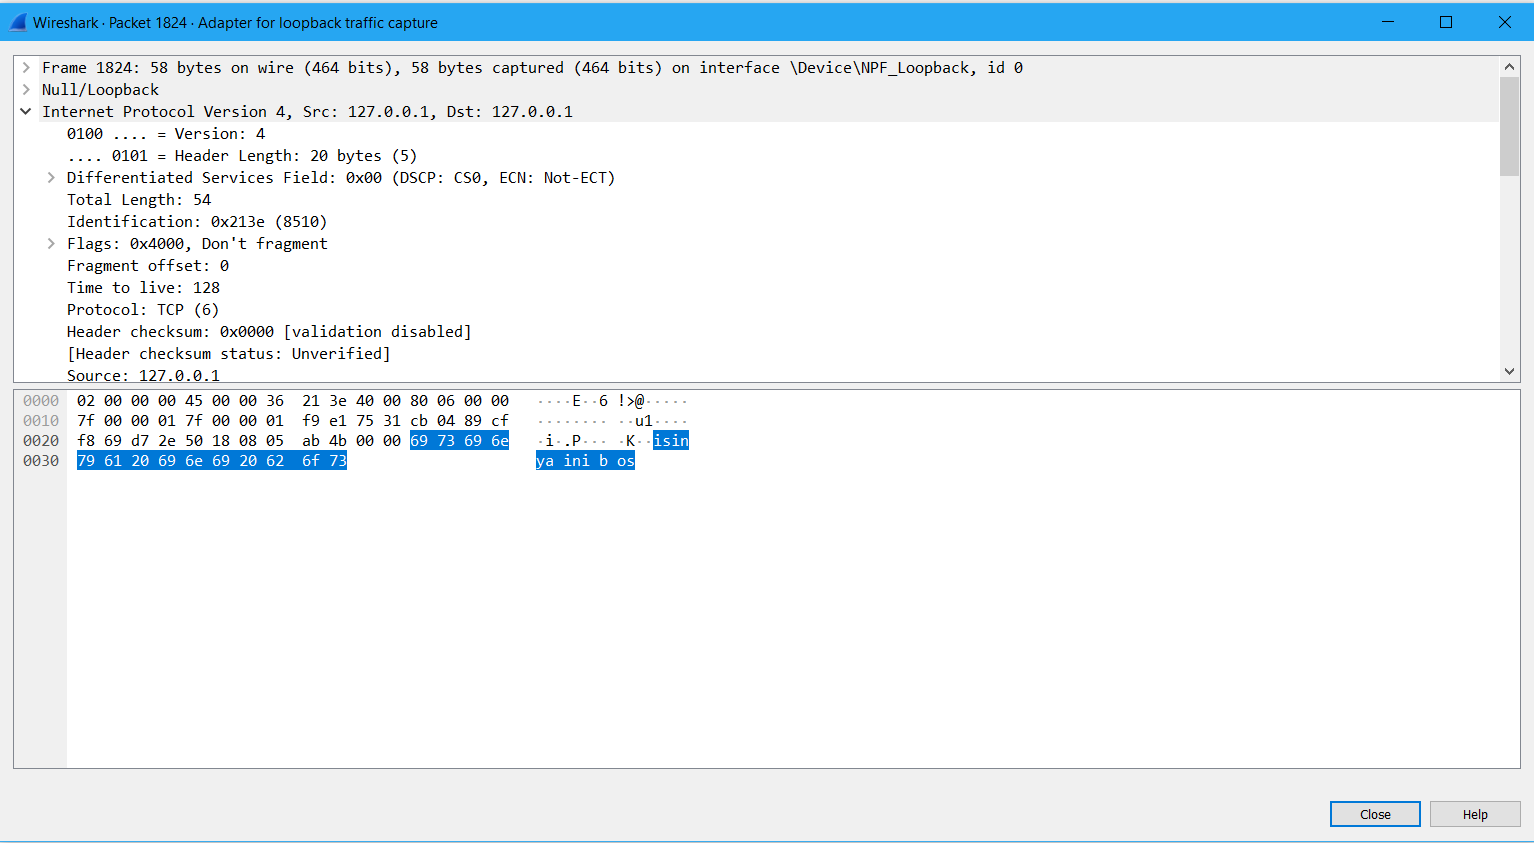 Wireshark · Packet 1824 · Adapter for loopback traffic capture
Frame 1824: 58 bytes on wire (464 bits), 58 bytes captured (464 bits) on interface \Device\NPF_Loopback, id 0
Null/Loopback
Internet Protocol Version 4, Src: 127.0.0.1, Dst: 127.0.0.1
0100 .... = Version: 4
.... 0101 = Header Length: 20 bytes (5)
Differentiated Services Field: 0x00 (DSCP: CS0, ECN: Not-ECT)
Total Length: 54
Identification: 0x213e (8510)
Flags: 0x4000, Don't fragment
Fragment offset: 0
Time to live: 128
Protocol: TCP (6)
Header checksum: 0x0000 [validation disabled]
[Header checksum status: Unverified]
Source: 127.0.0.1
0000 02 00 00 00 45 00 00 36 21 3e 40 00 80 06 00 00 ····E··6 !>@·····
0010 7f 00 00 01 7f 00 00 01 f9 e1 75 31 cb 04 89 cf ········ ··u1····
0020 f8 69 d7 2e 50 18 08 05 ab 4b 00 00 69 73 69 6e ·i·.P··· ·K··isin
0030 79 61 20 69 6e 69 20 62 6f 73 ya ini b os
Close Help